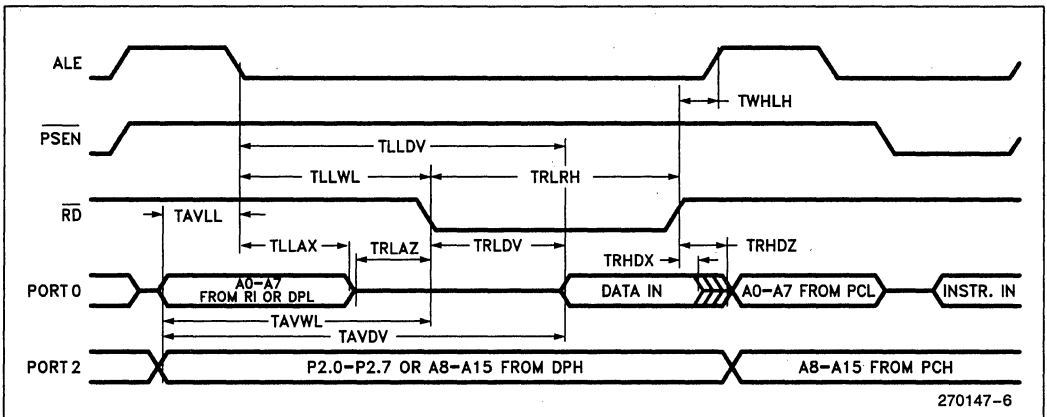 ALE
TWHLH
PSEN
TLLDV
TLLWL
TRLRH
RD
TAVLL
TLLAX
TRLAZ
TRLDV
TRHDX
TRHDZ
PORT 0
A0–A7
FROM RI OR DPL
DATA IN
A0–A7 FROM PCL
INSTR. IN
TAVWL
TAVDV
PORT 2
P2.0–P2.7 OR A8–A15 FROM DPH
A8–A15 FROM PCH
270147–6